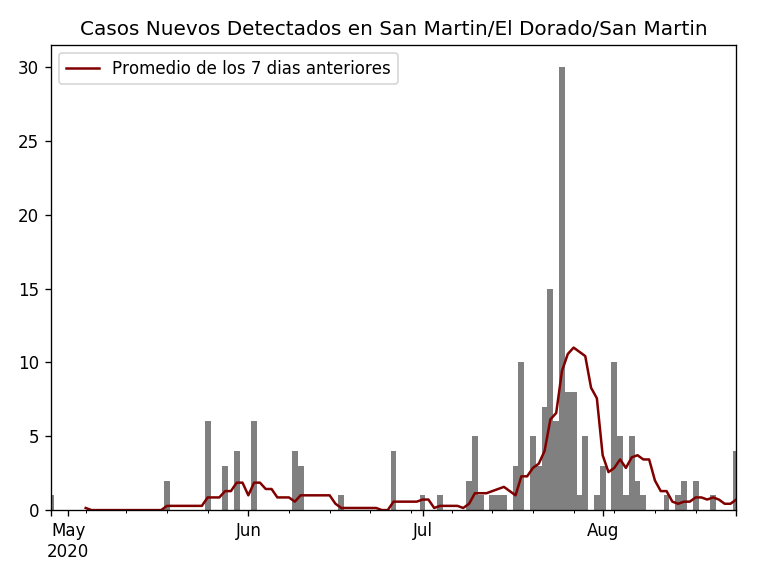 Casos Nuevos Detectados en San Martin/El Dorado/San Martin
Promedio de los 7 dias anteriores
30
25
20
15
10
5
0
May Jun Jul Aug
2020